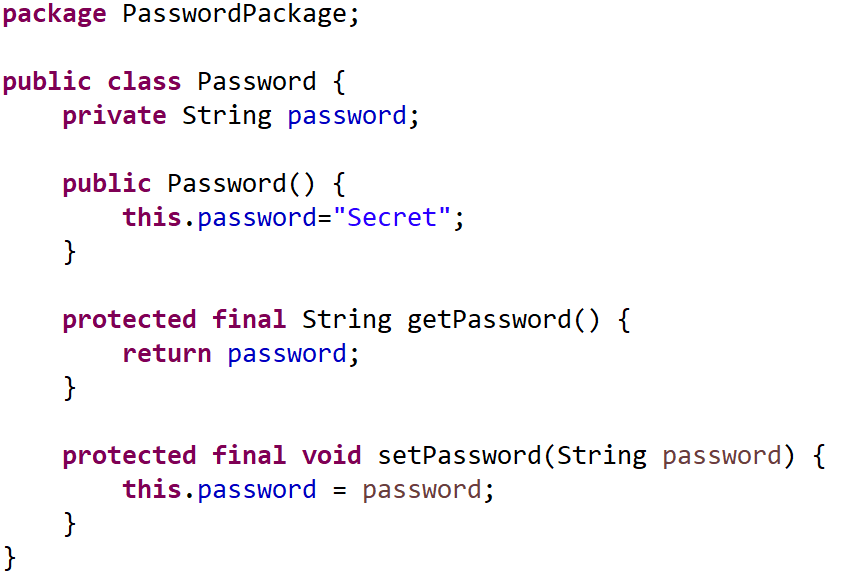 package PasswordPackage;
public class Password {
private String password;
public Password() {
this.password="Secret";
}
protected final String getPassword() {
return password;
}
protected final void setPassword(String password) {
this.password = password;
}
}